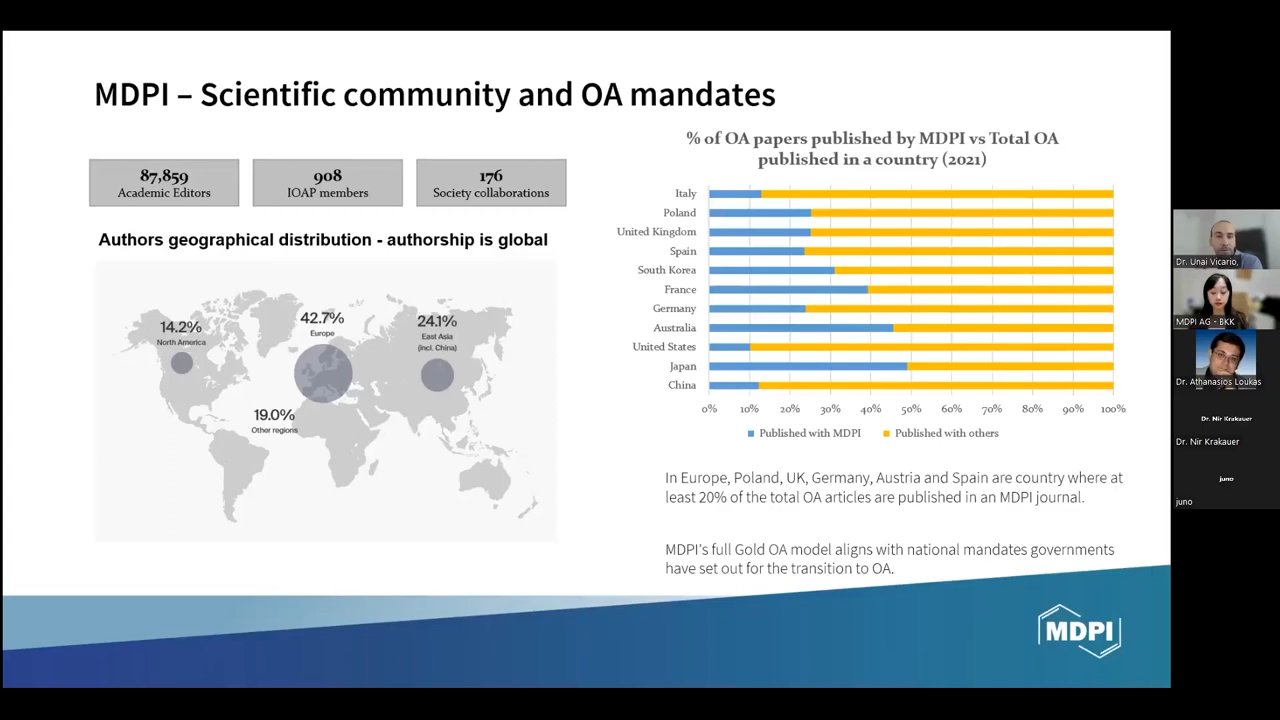 MDPI – Scientific community and OA mandates
87,859
Academic Editors
908
IOAP members
176
Society collaborations
Authors geographical distribution - authorship is global
14.2%
North America
42.7%
Europe
24.1%
East Asia
(incl. China)
19.0%
Other regions
% of OA papers published by MDPI vs Total OA
published in a country (2021)
Italy
Poland
United Kingdom
Spain
South Korea
France
Germany
Australia
United States
Japan
China
0% 10% 20% 30% 40% 50% 60% 70% 80% 90% 100%
Published with MDPI Published with others
In Europe, Poland, UK, Germany, Austria and Spain are country where at
least 20% of the total OA articles are published in an MDPI journal.
MDPI's full Gold OA model aligns with national mandates governments
have set out for the transition to OA.
MDPI
Dr. Unai Vicario,
MDPI AG - BKK
Dr. Athanasios Loukas
Dr. Nir Krakauer
Dr. Nir Krakauer
juno
juno